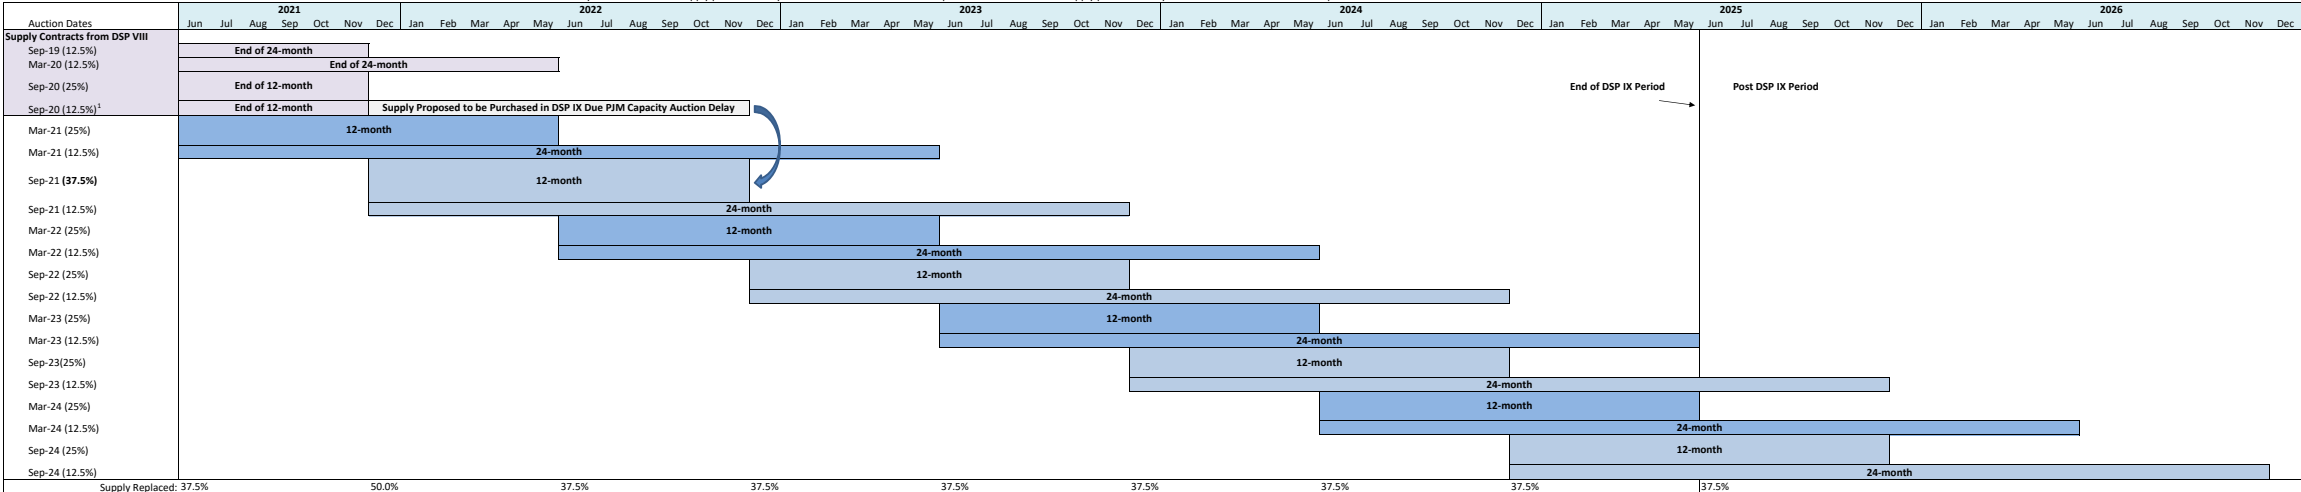 2021 2022 2023 2024 2025 2026
Auction Dates Jun Jul Aug Sep Oct Nov Dec Jan Feb Mar Apr May Jun Jul Aug Sep Oct Nov Dec Jan Feb Mar Apr May Jun Jul Aug Sep Oct Nov Dec Jan Feb Mar Apr May Jun Jul Aug Sep Oct Nov Dec Jan Feb Mar Apr May Jun Jul Aug Sep Oct Nov Dec Jan Feb Mar Apr May Jun Jul Aug Sep Oct Nov Dec
Supply Contracts from DSP VIII
Sep-19 (12.5%) End of 24-month
Mar-20 (12.5%) End of 24-month
Sep-20 (25%) End of 12-month End of DSP IX Period Post DSP IX Period
Sep-20 (12.5%)1 End of 12-month Supply Proposed to be Purchased in DSP IX Due PJM Capacity Auction Delay
Mar-21 (25%) 12-month
Mar-21 (12.5%) 24-month
Sep-21 (37.5%) 12-month
Sep-21 (12.5%) 24-month
Mar-22 (25%) 12-month
Mar-22 (12.5%) 24-month
Sep-22 (25%) 12-month
Sep-22 (12.5%) 24-month
Mar-23 (25%) 12-month
Mar-23 (12.5%) 24-month
Sep-23(25%) 12-month
Sep-23 (12.5%) 24-month
Mar-24 (25%) 12-month
Mar-24 (12.5%) 24-month
Sep-24 (25%) 12-month
Sep-24 (12.5%) 24-month
Supply Replaced: 37.5% 50.0% 37.5% 37.5% 37.5% 37.5% 37.5% 37.5% 37.5%